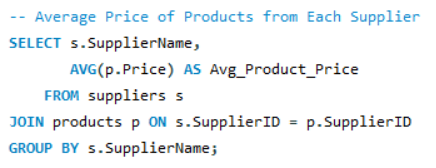 -- Average Price of Products from Each Supplier
SELECT s.SupplierName,
AVG(p.Price) AS Avg_Product_Price
FROM suppliers s
JOIN products p ON s.SupplierID = p.SupplierID
GROUP BY s.SupplierName;